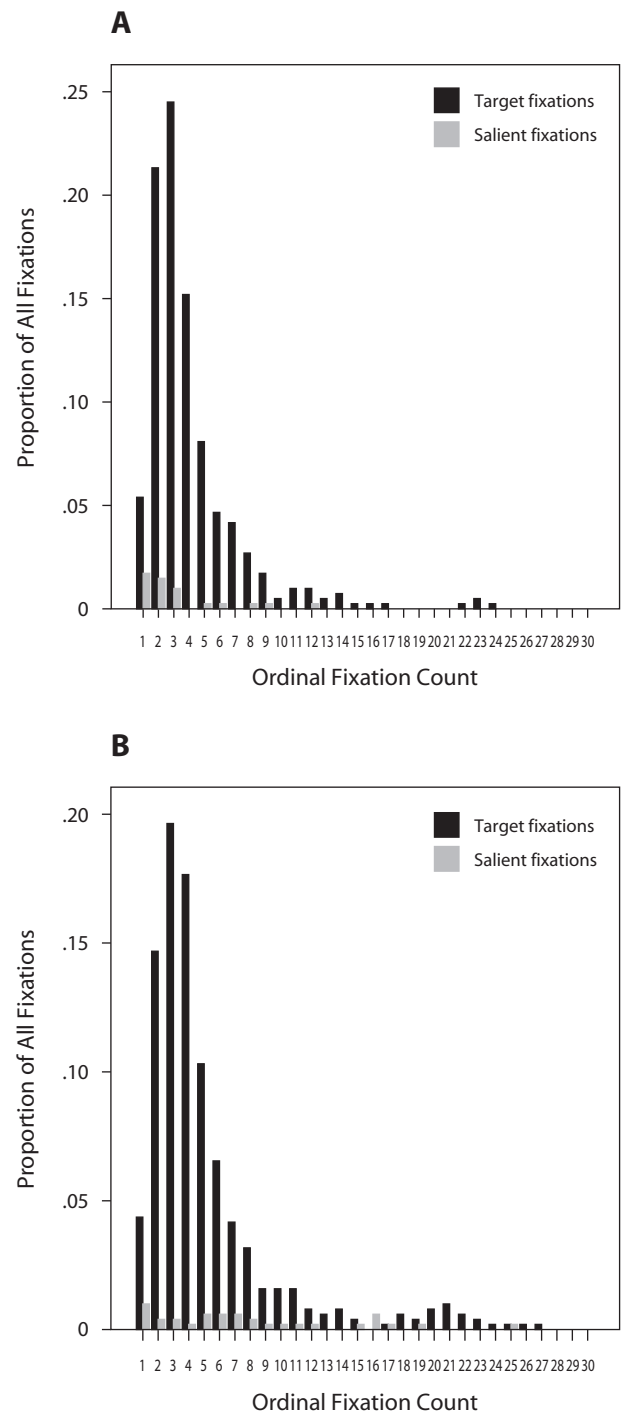 A
.25
.20
.15
.10
.05
0
Proportion of All Fixations
Target fixations
Salient fixations
1 2 3 4 5 6 7 8 9 10 11 12 13 14 15 16 17 18 19 20 21 22 23 24 25 26 27 28 29 30
Ordinal Fixation Count
B
.20
.15
.10
.05
0
Proportion of All Fixations
Target fixations
Salient fixations
1 2 3 4 5 6 7 8 9 10 11 12 13 14 15 16 17 18 19 20 21 22 23 24 25 26 27 28 29 30
Ordinal Fixation Count